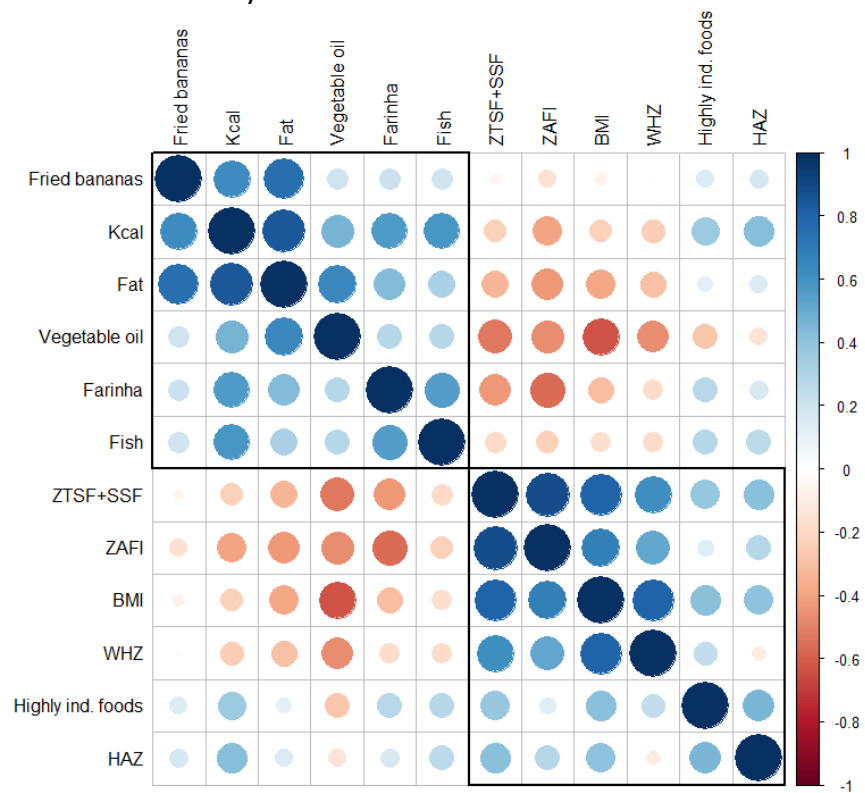 Fried bananas
Kcal
Fat
Vegetable oil
Farinha
Fish
ZTSF+SSF
ZAFI
BMI
WHZ
Highly ind. foods
HAZ
Fried bananas
Kcal
Fat
Vegetable oil
Farinha
Fish
ZTSF+SSF
ZAFI
BMI
WHZ
Highly ind. foods
HAZ
1
0.8
0.6
0.4
0.2
0
-0.2
-0.4
-0.6
-0.8
-1